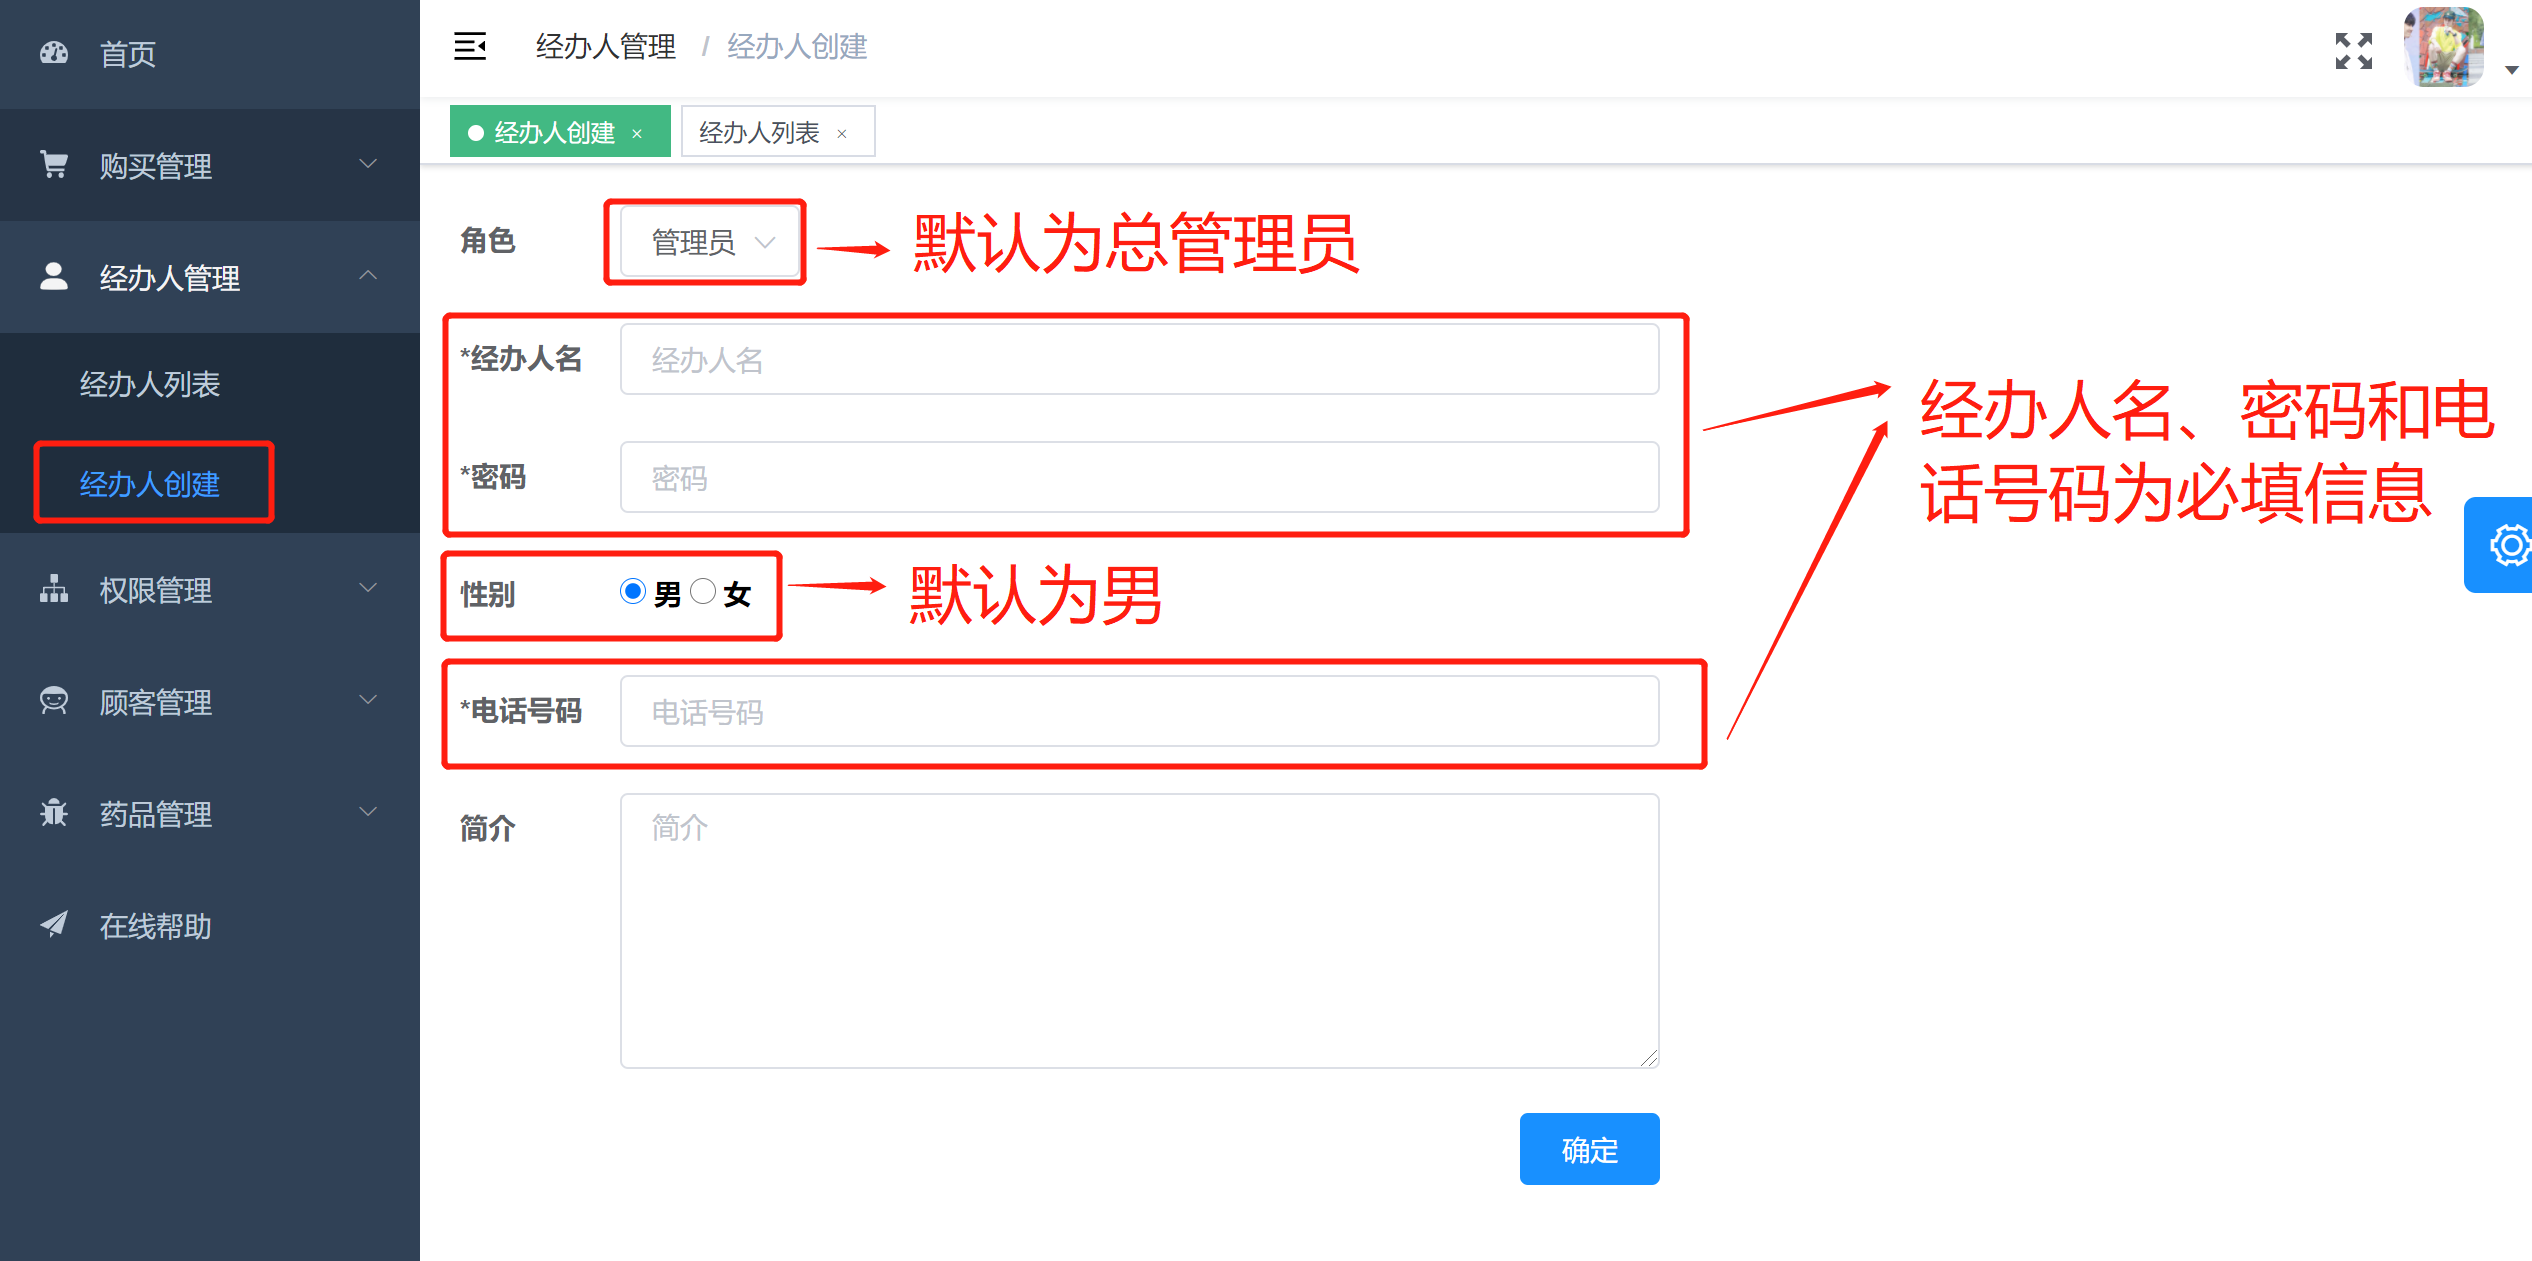 首页
购买管理
经办人管理
经办人列表
经办人创建
权限管理
顾客管理
药品管理
在线帮助
经办人管理 / 经办人创建
经办人创建 ×
经办人列表 ×
角色
管理员
默认为总管理员
*经办人名
经办人名
*密码
密码
经办人名、密码和电
话号码为必填信息
性别
男 女
默认为男
*电话号码
电话号码
简介
简介
确定